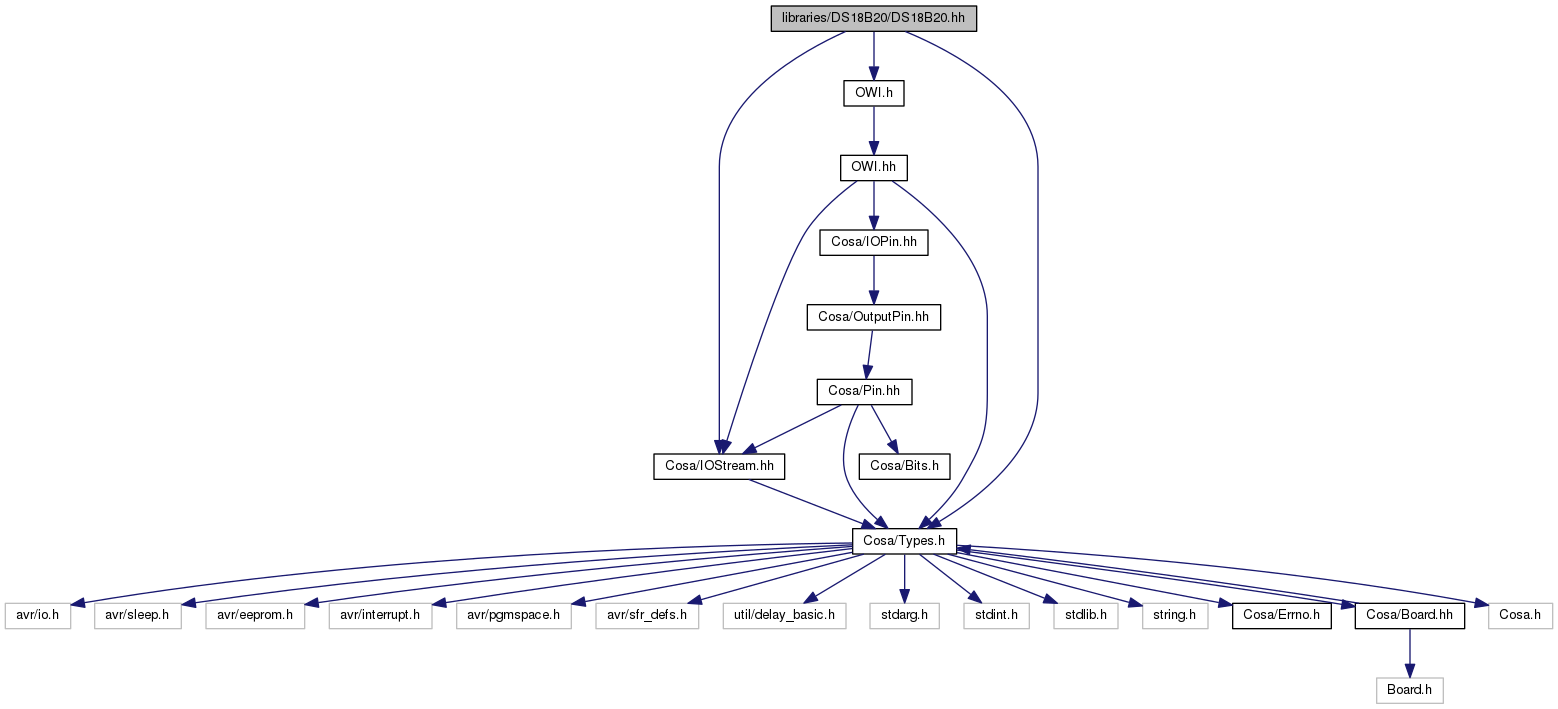 libraries/DS18B20/DS18B20.hh
OWI.h
OWI.hh
Cosa/IOPin.hh
Cosa/OutputPin.hh
Cosa/Pin.hh
Cosa/IOStream.hh
Cosa/Bits.h
Cosa/Types.h
avr/io.h
avr/sleep.h
avr/eeprom.h
avr/interrupt.h
avr/pgmspace.h
avr/sfr_defs.h
util/delay_basic.h
stdarg.h
stdint.h
stdlib.h
string.h
Cosa/Errno.h
Cosa/Board.hh
Cosa.h
Board.h